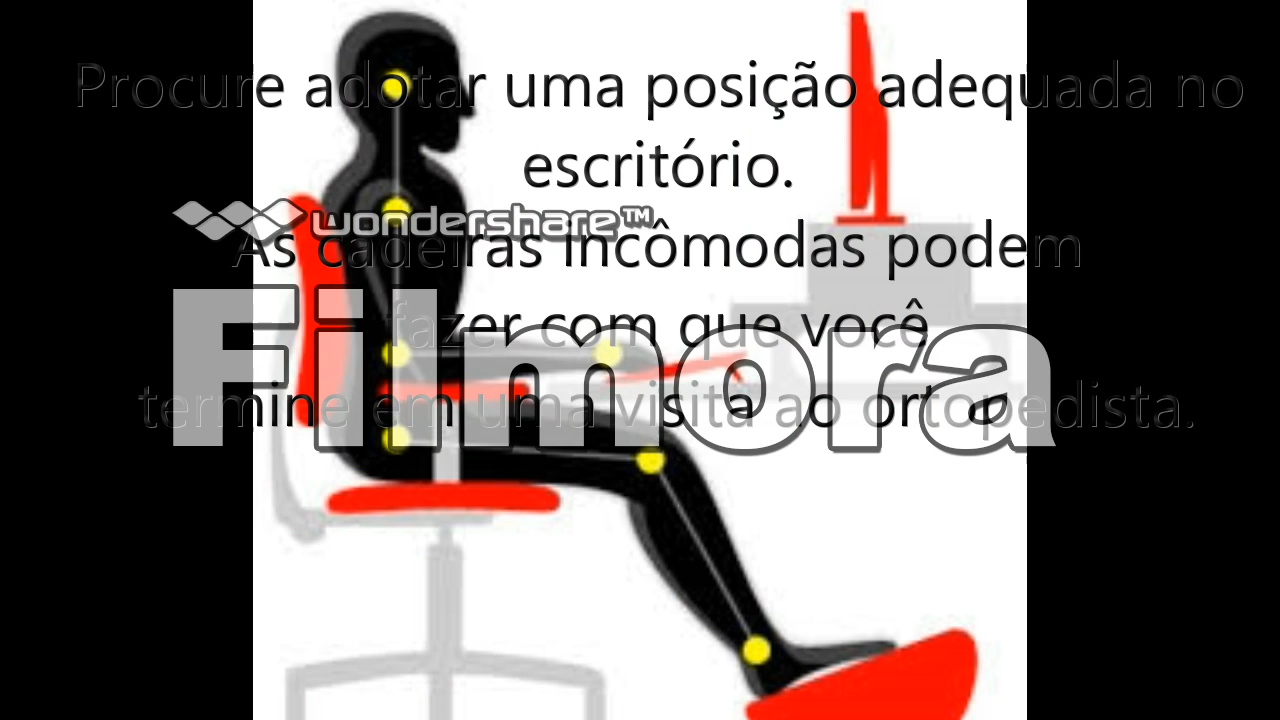 Procure adotar uma posição adequada no
escritório.
wondershare™
As cadeiras incômodas podem
fazer com que você
Filmora
termine em uma visita ao ortopedista.